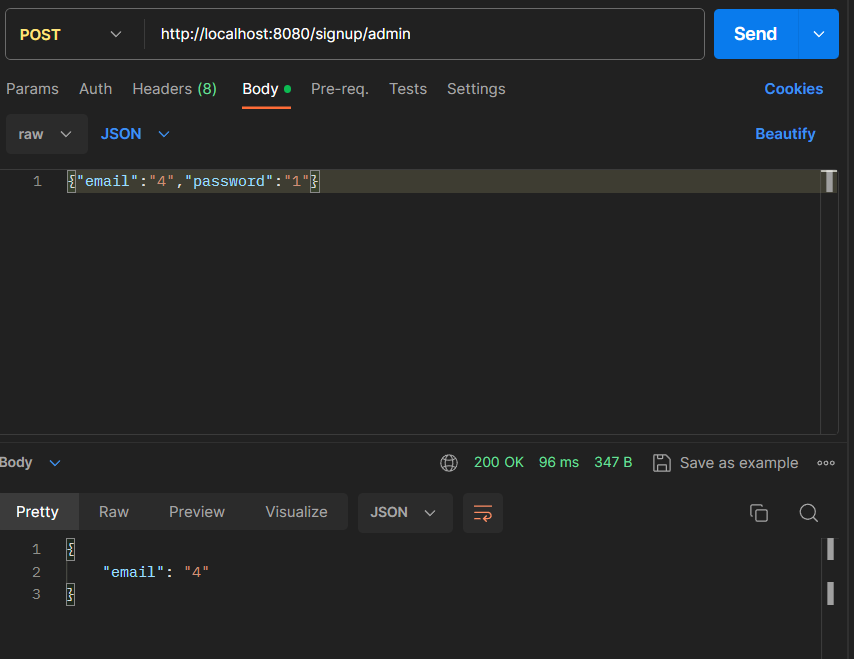 POST http://localhost:8080/signup/admin Send
Params Auth Headers (8) Body Pre-req. Tests Settings Cookies
raw JSON Beautify
1 {"email":"4","password":"1"}
Body 200 OK 96 ms 347 B Save as example
Pretty Raw Preview Visualize JSON
1 {
2 "email": "4"
3 }